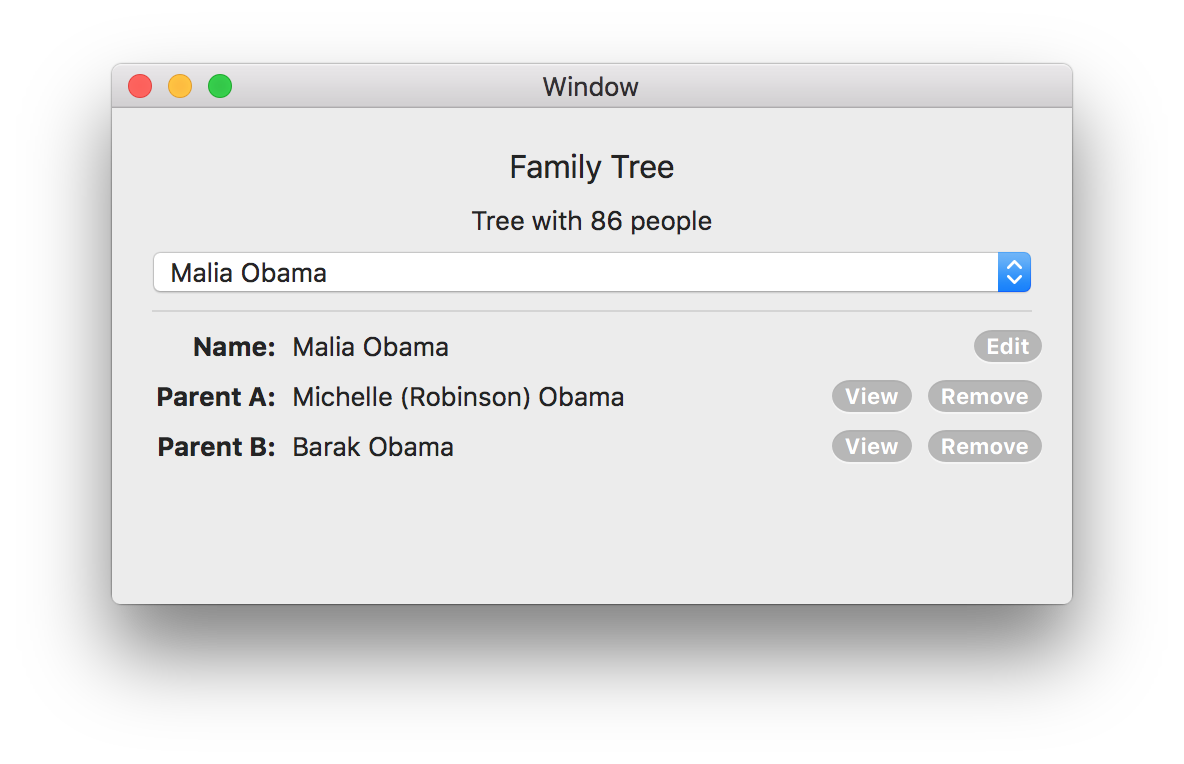 Window
Family Tree
Tree with 86 people
Malia Obama
Name: Malia Obama Edit
Parent A: Michelle (Robinson) Obama View Remove
Parent B: Barak Obama View Remove